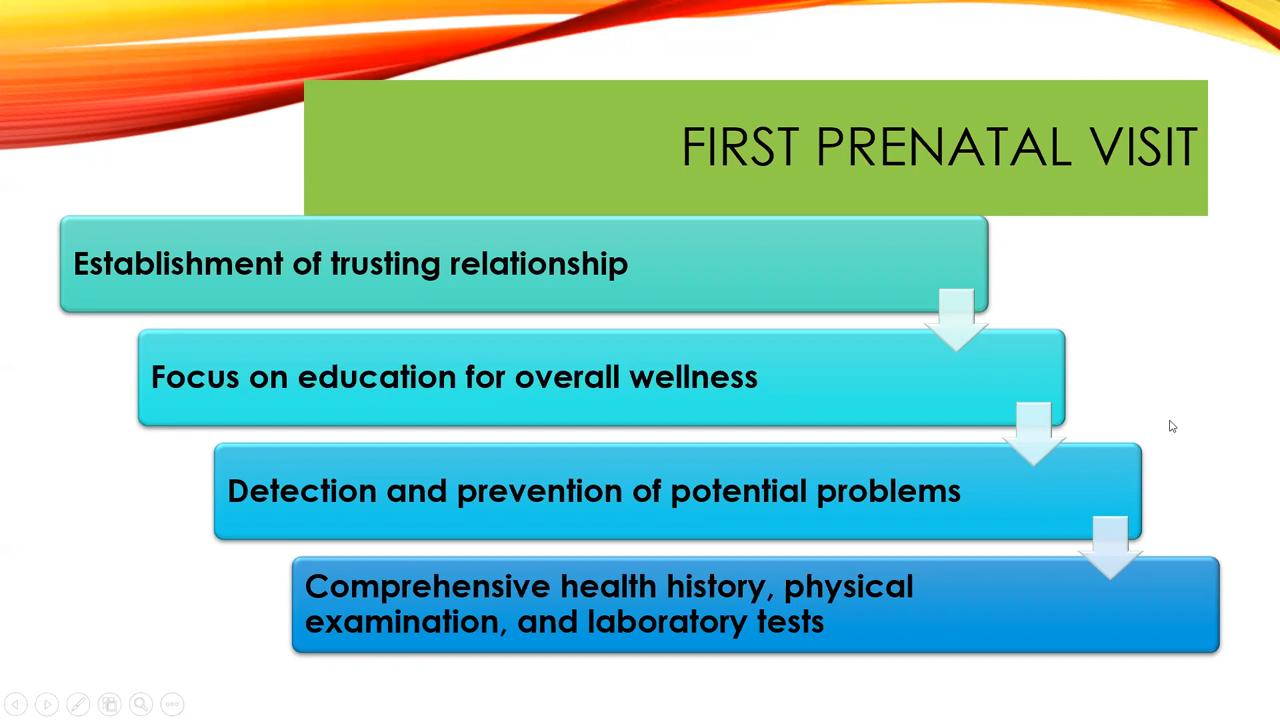 FIRST PRENATAL VISIT
Establishment of trusting relationship
Focus on education for overall wellness
Detection and prevention of potential problems
Comprehensive health history, physical
examination, and laboratory tests